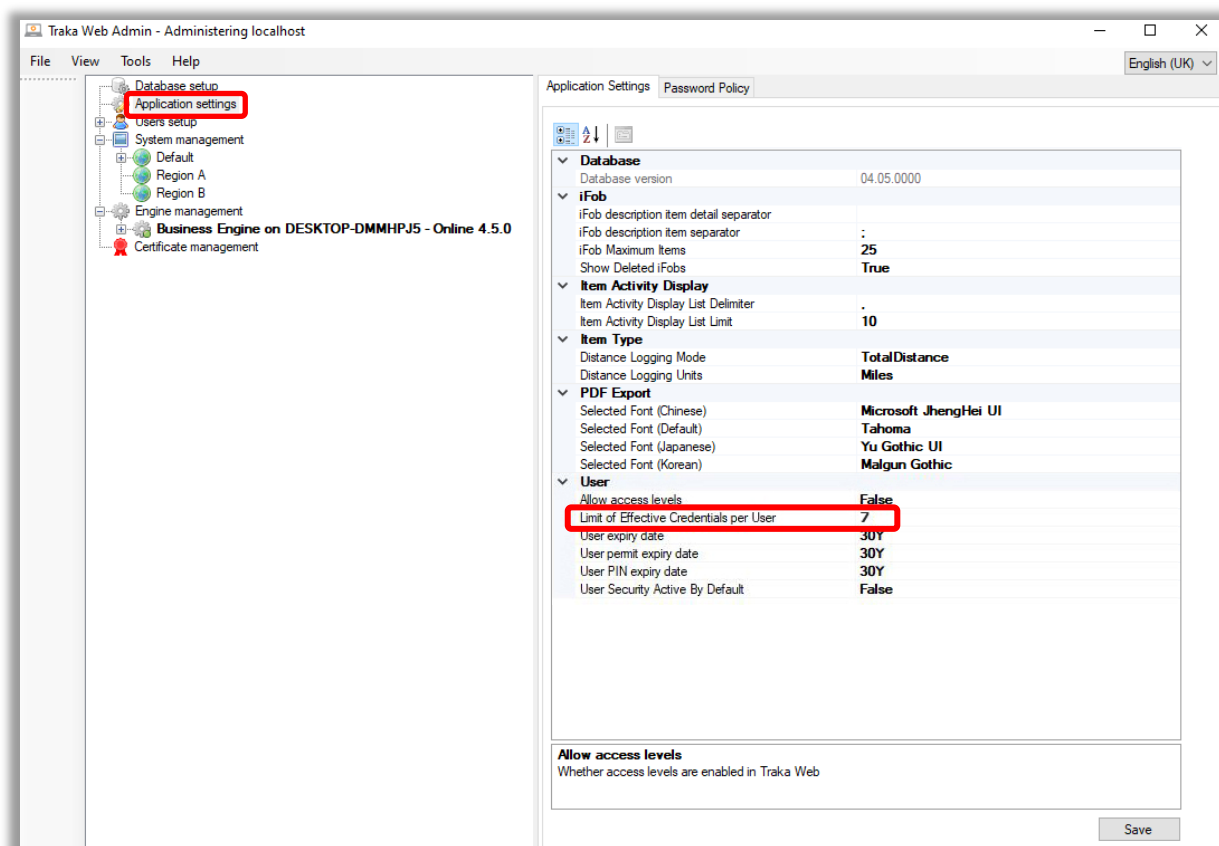 Traka Web Admin - Administering localhost
File View Tools Help
English (UK)
Database setup
Application settings
Users setup
System management
Default
Region A
Region B
Engine management
Business Engine on DESKTOP-DMMHPJ5 - Online 4.5.0
Certificate management
Application Settings Password Policy
Database
Database version 04.05.0000
iFob
iFob description item detail separator
iFob description item separator :
iFob Maximum Items 25
Show Deleted iFobs True
Item Activity Display
Item Activity Display List Delimiter .
Item Activity Display List Limit 10
Item Type
Distance Logging Mode TotalDistance
Distance Logging Units Miles
PDF Export
Selected Font (Chinese) Microsoft JhengHei UI
Selected Font (Default) Tahoma
Selected Font (Japanese) Yu Gothic UI
Selected Font (Korean) Malgun Gothic
User
Allow access levels False
Limit of Effective Credentials per User 7
User expiry date 30Y
User permit expiry date 30Y
User PIN expiry date 30Y
User Security Active By Default False
Allow access levels
Whether access levels are enabled in Traka Web
Save